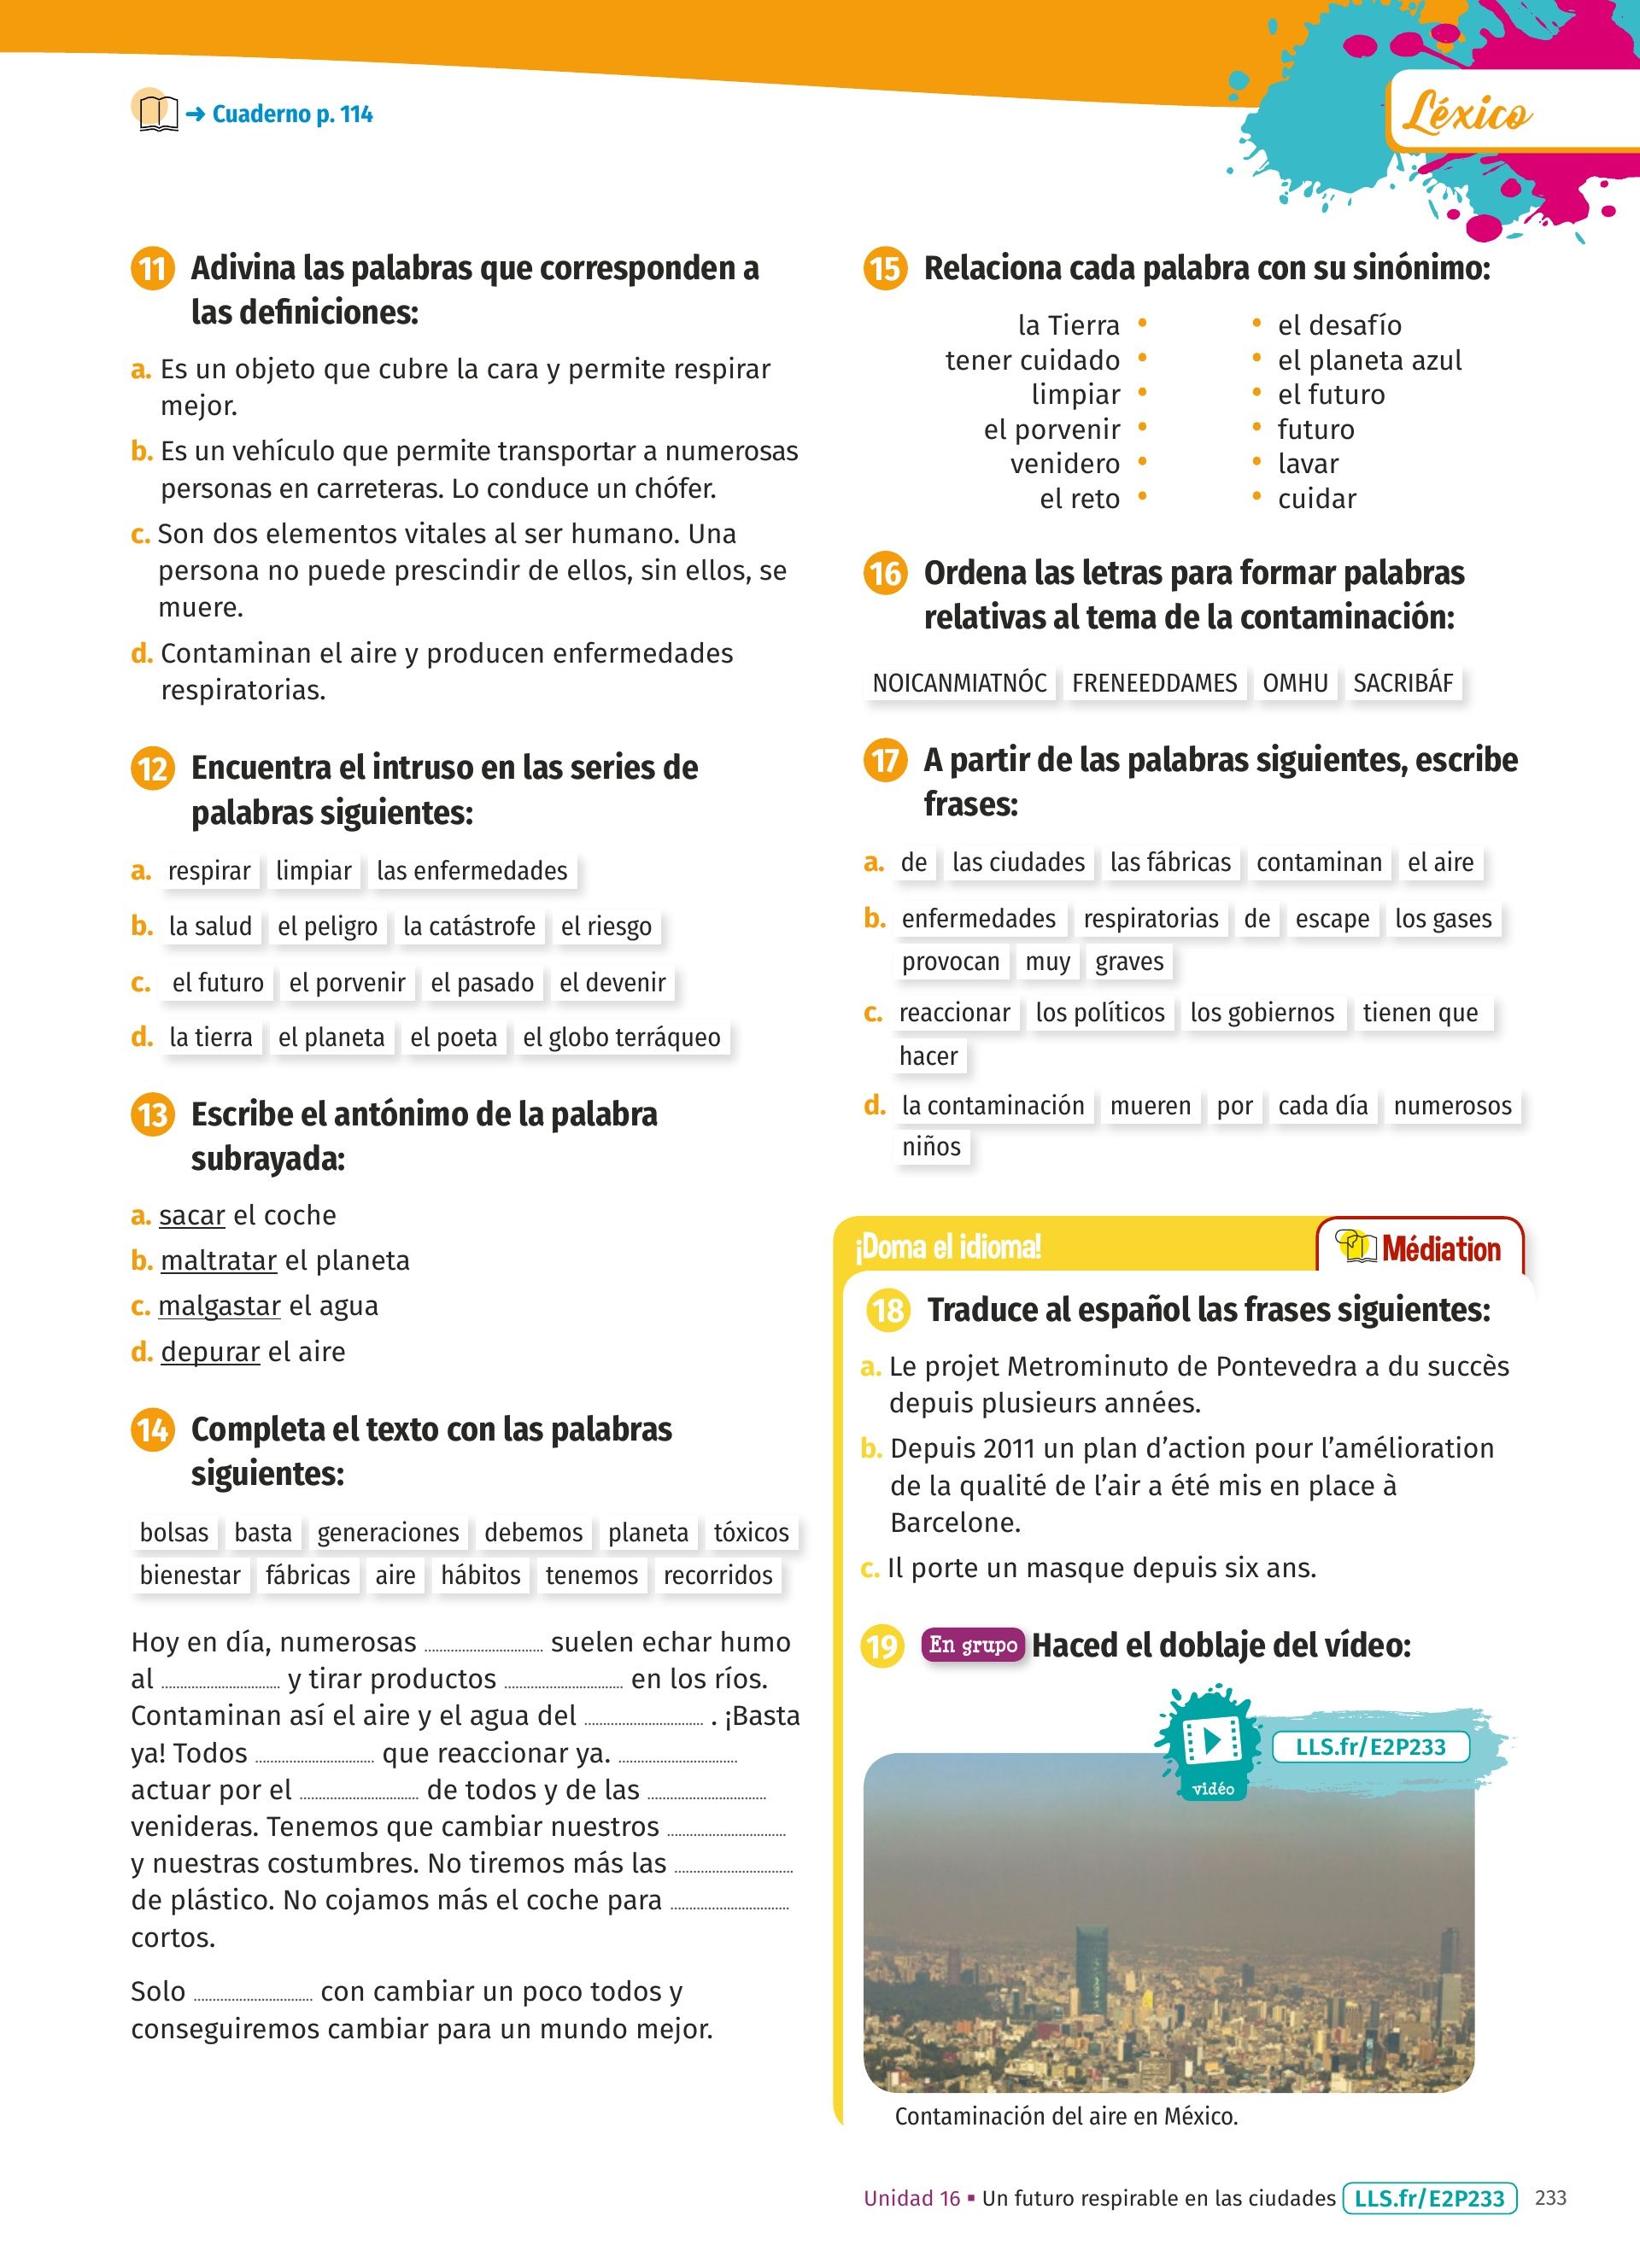 ➜ Cuaderno p. 114
Léxico
11 Adivina las palabras que corresponden a
las definiciones:
a. Es un objeto que cubre la cara y permite respirar
mejor.
b. Es un vehículo que permite transportar a numerosas
personas en carreteras. Lo conduce un chófer.
c. Son dos elementos vitales al ser humano. Una
persona no puede prescindir de ellos, sin ellos, se
muere.
d. Contaminan el aire y producen enfermedades
respiratorias.
12 Encuentra el intruso en las series de
palabras siguientes:
a. respirar limpiar las enfermedades
b. la salud el peligro la catástrofe el riesgo
c. el futuro el porvenir el pasado el devenir
d. la tierra el planeta el poeta el globo terráqueo
13 Escribe el antónimo de la palabra
subrayada:
a. sacar el coche
b. maltratar el planeta
c. malgastar el agua
d. depurar el aire
14 Completa el texto con las palabras
siguientes:
bolsas basta generaciones debemos planeta tóxicos
bienestar fábricas aire hábitos tenemos recorridos
Hoy en día, numerosas .............................. suelen echar humo
al .............................. y tirar productos .............................. en los ríos.
Contaminan así el aire y el agua del .............................. . ¡Basta
ya! Todos .............................. que reaccionar ya. ..............................
actuar por el .............................. de todos y de las ..............................
venideras. Tenemos que cambiar nuestros ..............................
y nuestras costumbres. No tiremos más las ..............................
de plástico. No cojamos más el coche para ..............................
cortos.
Solo .............................. con cambiar un poco todos y
conseguiremos cambiar para un mundo mejor.
15 Relaciona cada palabra con su sinónimo:
la Tierra • • el desafío
tener cuidado • • el planeta azul
limpiar • • el futuro
el porvenir • • futuro
venidero • • lavar
el reto • • cuidar
16 Ordena las letras para formar palabras
relativas al tema de la contaminación:
NOICANMIATNÓC FRENEEDDAMES OMHU SACRIBÁF
17 A partir de las palabras siguientes, escribe
frases:
a. de las ciudades las fábricas contaminan el aire
b. enfermedades respiratorias de escape los gases
provocan muy graves
c. reaccionar los políticos los gobiernos tienen que
hacer
d. la contaminación mueren por cada día numerosos
niños
¡Doma el idioma! Médiation
18 Traduce al español las frases siguientes:
a. Le projet Metrominuto de Pontevedra a du succès
depuis plusieurs années.
b. Depuis 2011 un plan d’action pour l’amélioration
de la qualité de l’air a été mis en place à
Barcelone.
c. Il porte un masque depuis six ans.
19 En grupo Haced el doblaje del vídeo:
LLS.fr/E2P233
vidéo
Contaminación del aire en México.
Unidad 16 ▪ Un futuro respirable en las ciudades LLS.fr/E2P233 233